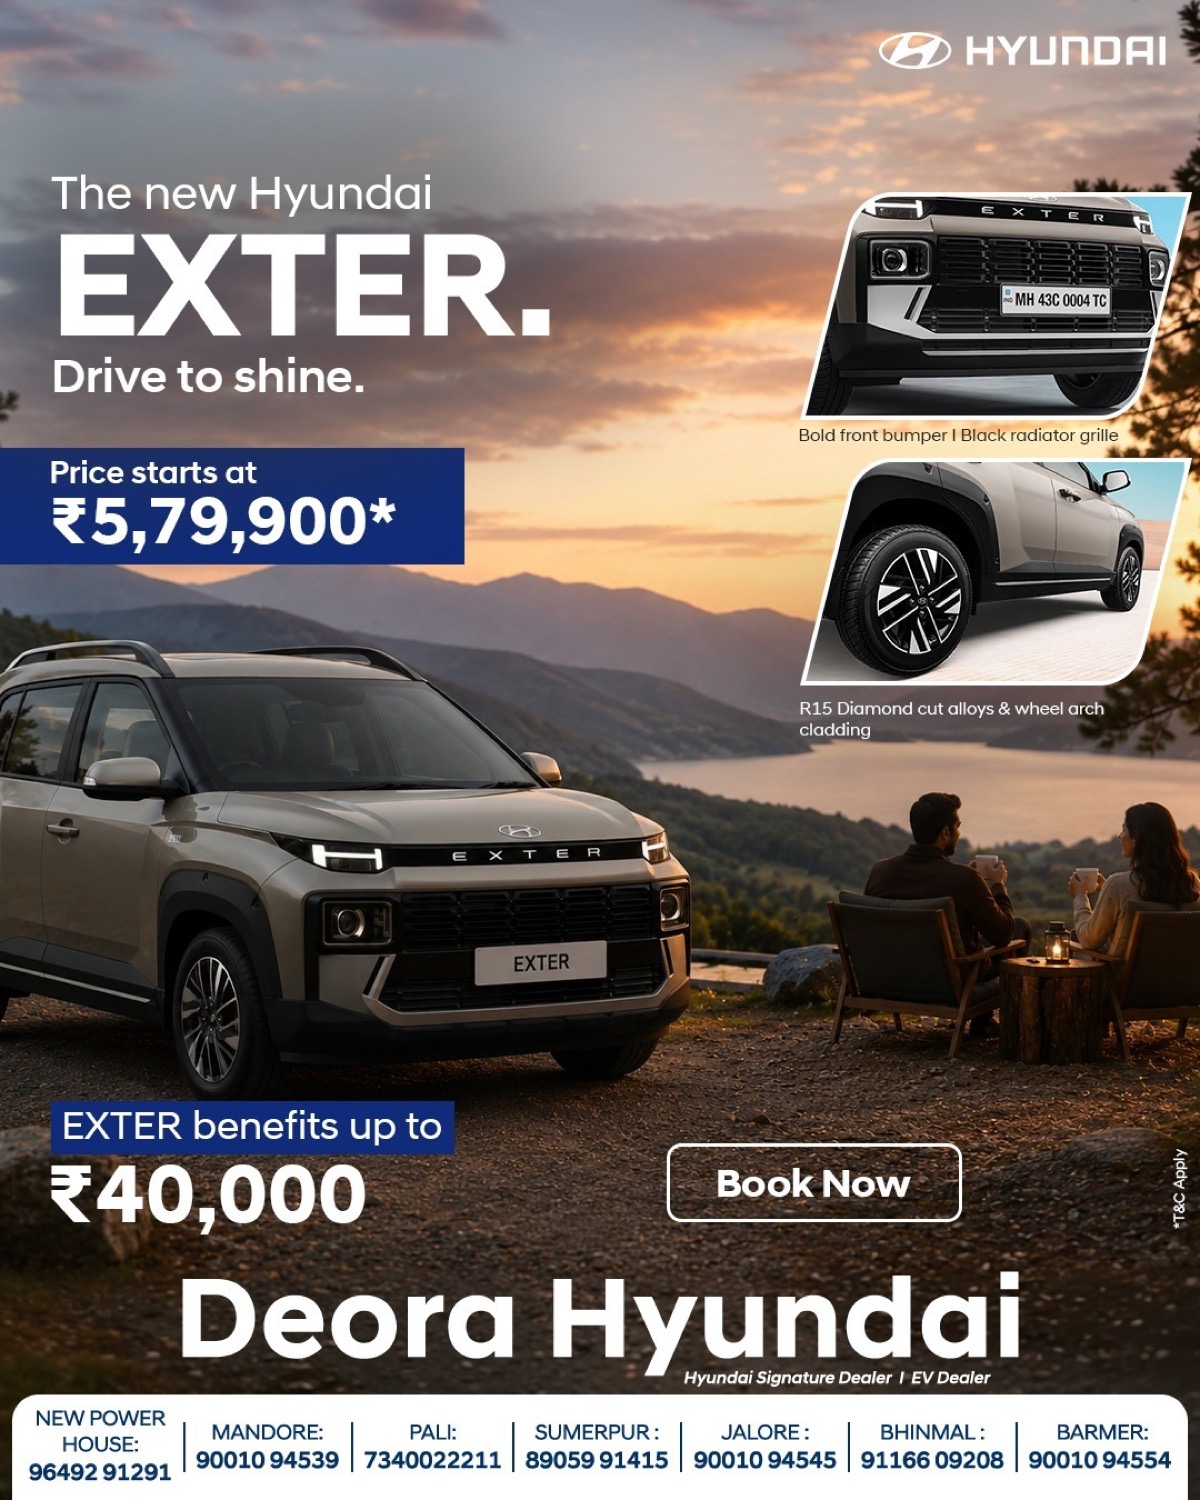 HYUNDAI
The new Hyundai
EXTER.
Drive to shine.
Price starts at
₹5,79,900*
EXTER
IND MH 43C 0004 TC
Bold front bumper | Black radiator grille
R15 Diamond cut alloys & wheel arch
cladding
EXTER
EXTER
EXTER benefits up to
₹40,000
Book Now
*T&C Apply
Deora Hyundai
Hyundai Signature Dealer | EV Dealer
NEW POWER
HOUSE:
96492 91291
MANDORE:
90010 94539
PALI:
7340022211
SUMERPUR :
89059 91415
JALORE :
90010 94545
BHINMAL :
91166 09208
BARMER:
90010 94554